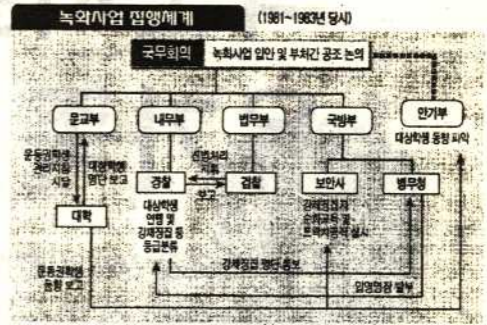 녹화사업 집행체계
(1981~1983년 당시)
국무회의
녹화사업 입안 및 부처간 공조 논의
문교부
내무부
법무부
국방부
안기부
대상학생 동향 파악
운동권학생
관리지침
시달
대상학생
명단 보고
대학
경찰
보고
검찰
보안사
병무청
대상학생
연행 및
강제징집 등
등급분류
강제징집자
순화교육 및
프락치공작 실시
강제징집 명단 통보
입영영장 발부
운동권학생
동향 보고